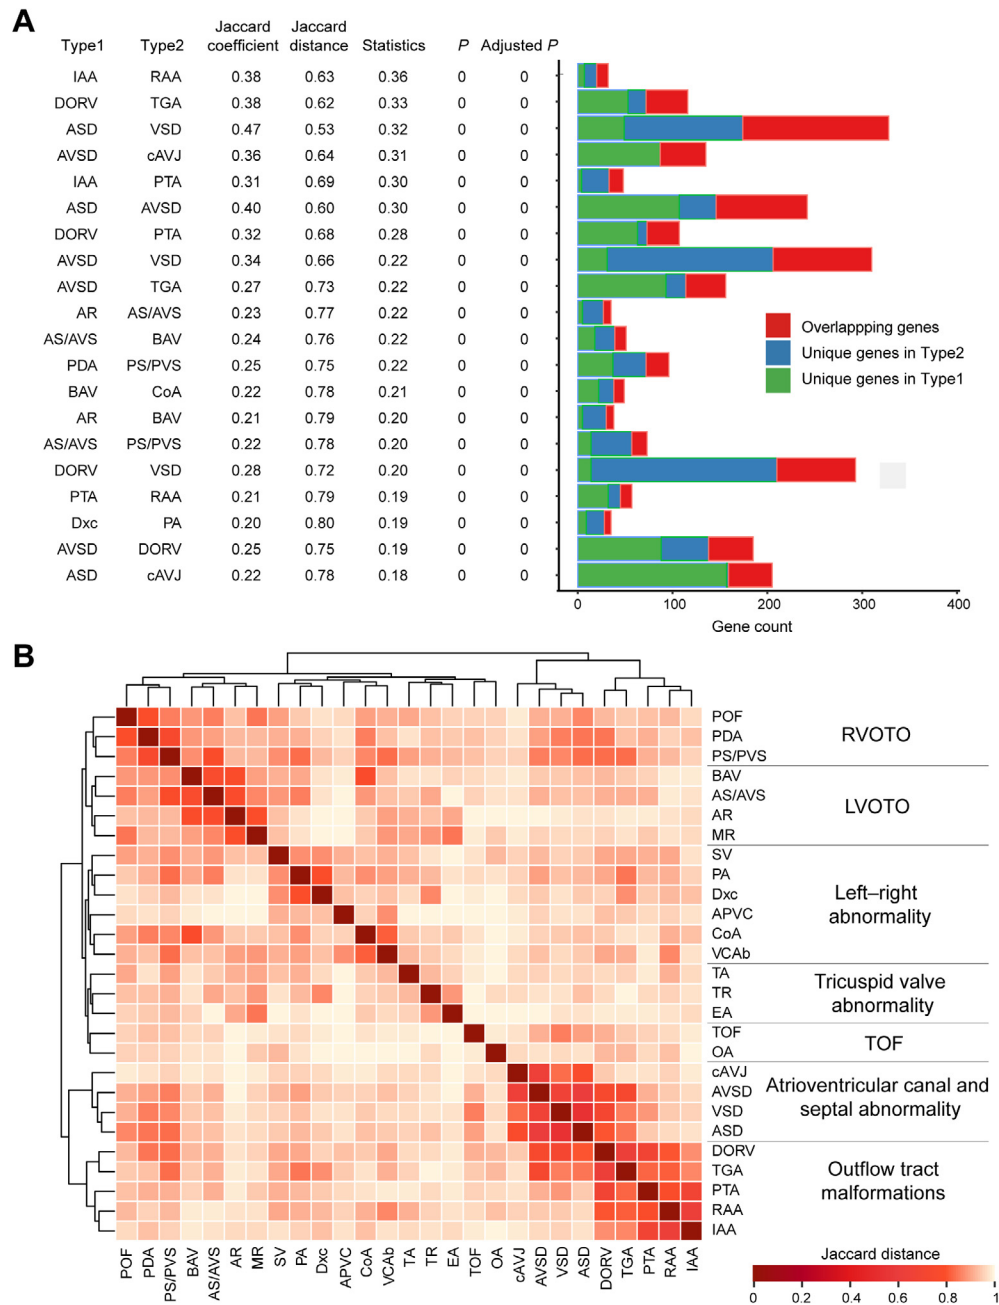 A
Type1 Type2 Jaccard coefficient Jaccard distance Statistics P Adjusted P
IAA RAA 0.38 0.63 0.36 0 0
DORV TGA 0.38 0.62 0.33 0 0
ASD VSD 0.47 0.53 0.32 0 0
AVSD cAVJ 0.36 0.64 0.31 0 0
IAA PTA 0.31 0.69 0.30 0 0
ASD AVSD 0.40 0.60 0.30 0 0
DORV PTA 0.32 0.68 0.28 0 0
AVSD VSD 0.34 0.66 0.22 0 0
AVSD TGA 0.27 0.73 0.22 0 0
AR AS/AVS 0.23 0.77 0.22 0 0
AS/AVS BAV 0.24 0.76 0.22 0 0
PDA PS/PVS 0.25 0.75 0.22 0 0
BAV CoA 0.22 0.78 0.21 0 0
AR BAV 0.21 0.79 0.20 0 0
AS/AVS PS/PVS 0.22 0.78 0.20 0 0
DORV VSD 0.28 0.72 0.20 0 0
PTA RAA 0.21 0.79 0.19 0 0
Dxc PA 0.20 0.80 0.19 0 0
AVSD DORV 0.25 0.75 0.19 0 0
ASD cAVJ 0.22 0.78 0.18 0 0
Overlappping genes
Unique genes in Type2
Unique genes in Type1
0 100 200 300 400
Gene count
B
POF
PDA
PS/PVS
RVOTO
BAV
AS/AVS
AR
MR
LVOTO
SV
PA
Dxc
APVC
CoA
VCAb
Left–right
abnormality
TA
TR
EA
Tricuspid valve
abnormality
TOF
OA
TOF
cAVJ
AVSD
VSD
ASD
Atrioventricular canal and
septal abnormality
DORV
TGA
PTA
RAA
IAA
Outflow tract
malformations
POF PDA PS/PVS BAV AS/AVS AR MR SV PA Dxc APVC CoA VCAb TA TR EA TOF OA cAVJ AVSD VSD ASD DORV TGA PTA RAA IAA
Jaccard distance
0 0.2 0.4 0.6 0.8 1